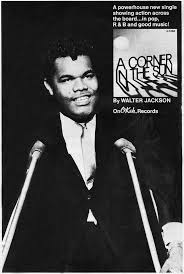 A powerhouse new single
showing action across
the board...in pop,
R & B and good music!
A CORNER
IN THE SUN
By WALTER JACKSON
On OKeh Records